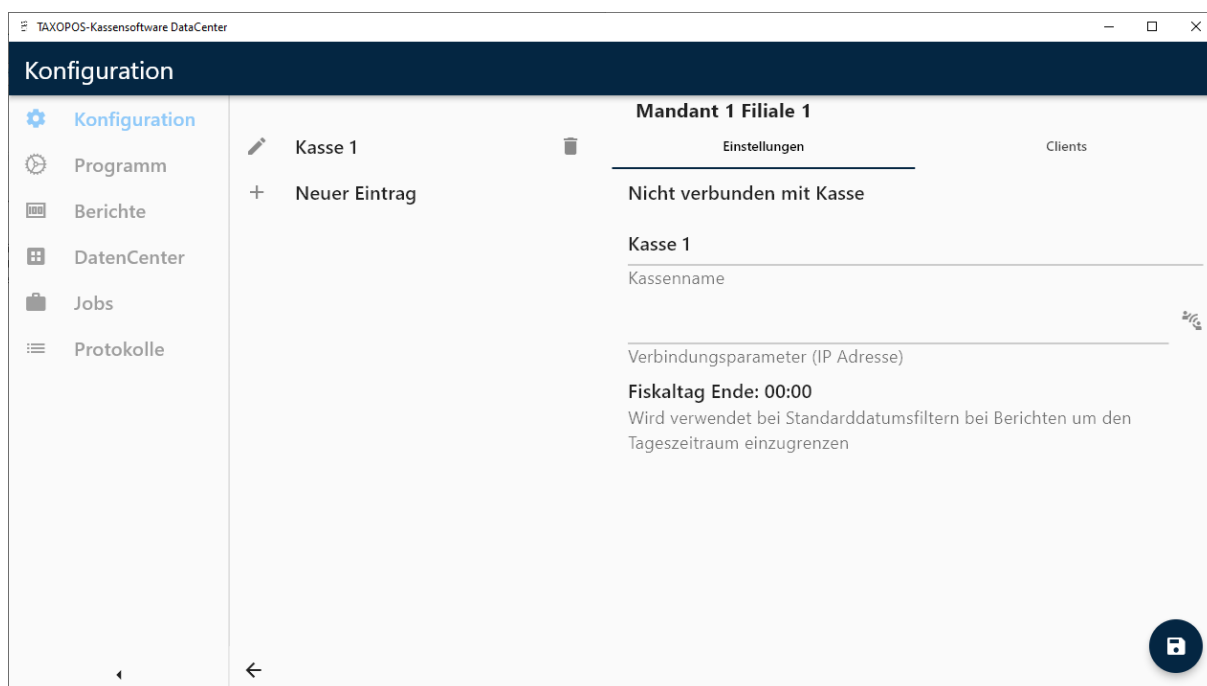 TAXOPOS-Kassensoftware DataCenter
Konfiguration
Konfiguration
Programm
Berichte
DatenCenter
Jobs
Protokolle
Kasse 1
Neuer Eintrag
Mandant 1 Filiale 1
Einstellungen
Clients
Nicht verbunden mit Kasse
Kasse 1
Kassenname
Verbindungsparameter (IP Adresse)
Fiskaltag Ende: 00:00
Wird verwendet bei Standarddatumsfiltern bei Berichten um den
Tageszeitraum einzugrenzen